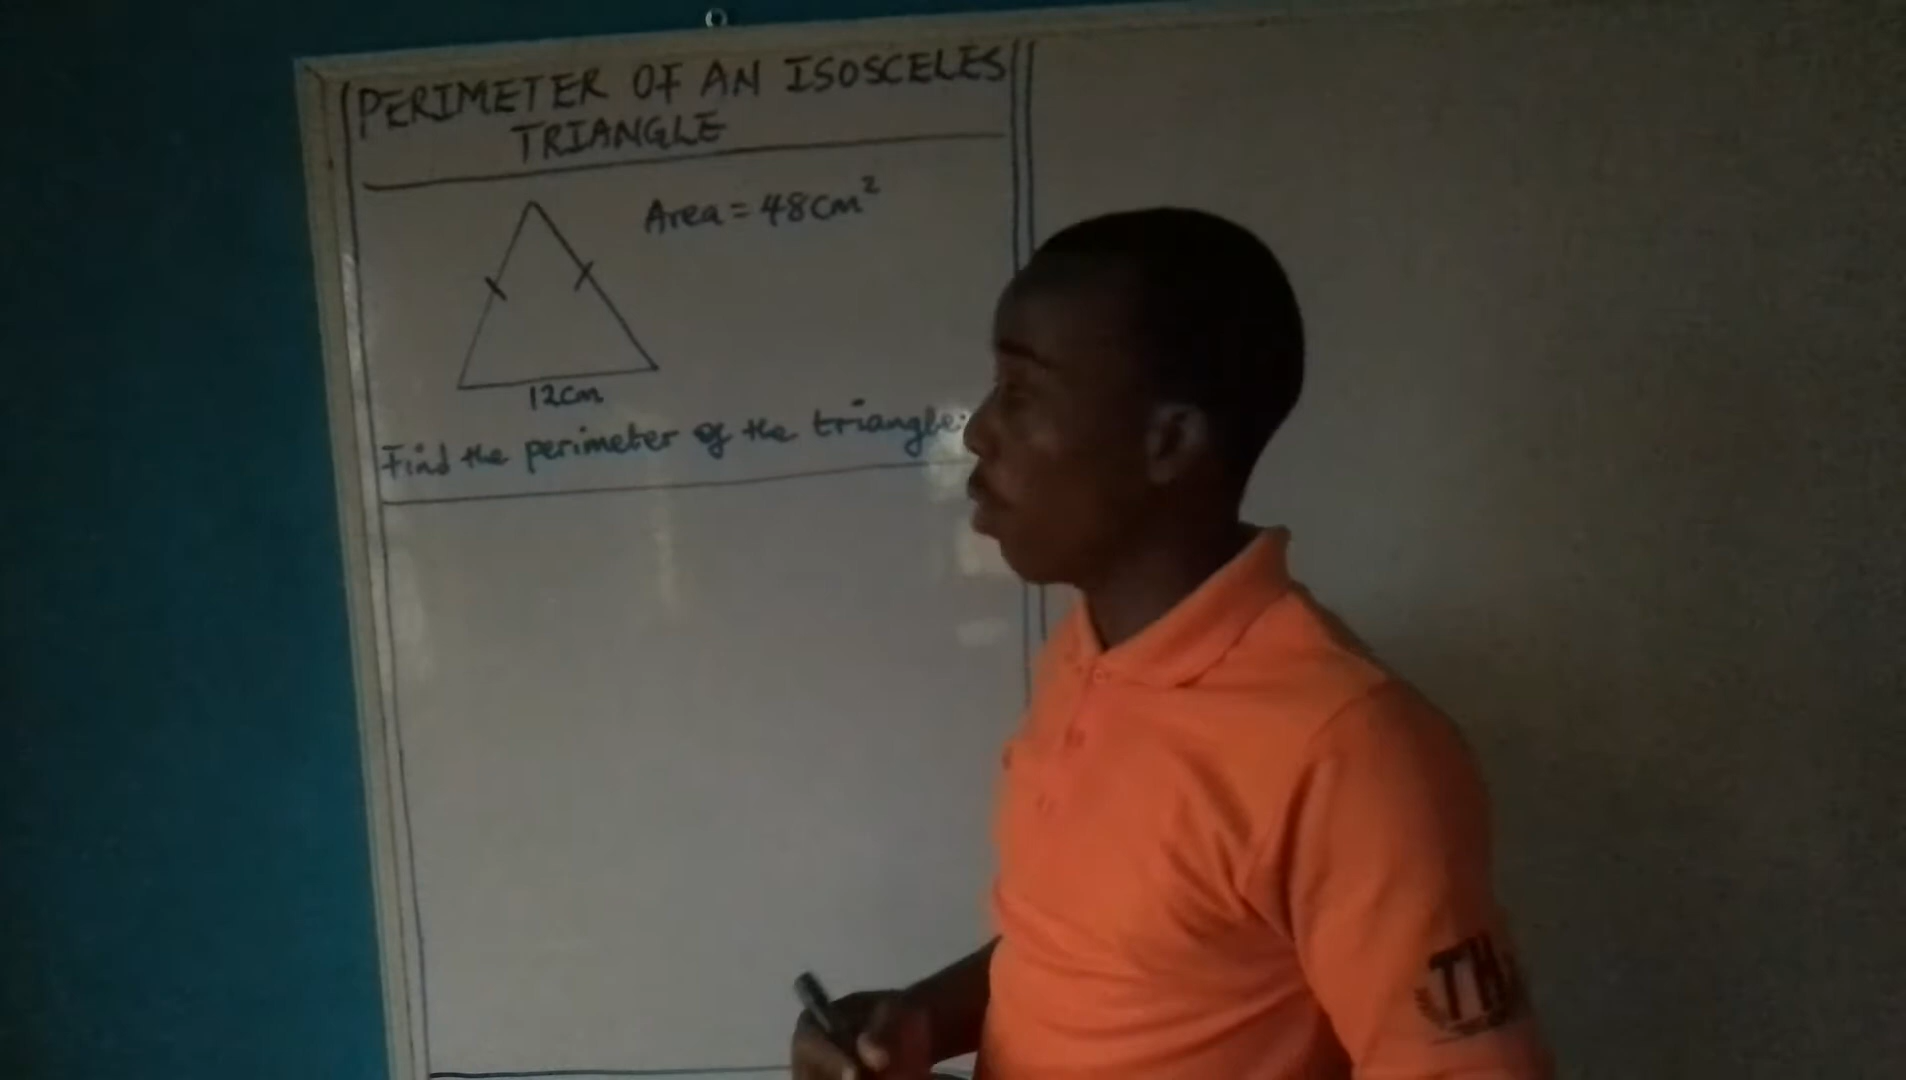 PERIMETER OF AN ISOSCELES
TRIANGLE
Area = 48cm²
12cm
Find the perimeter of the triangle.